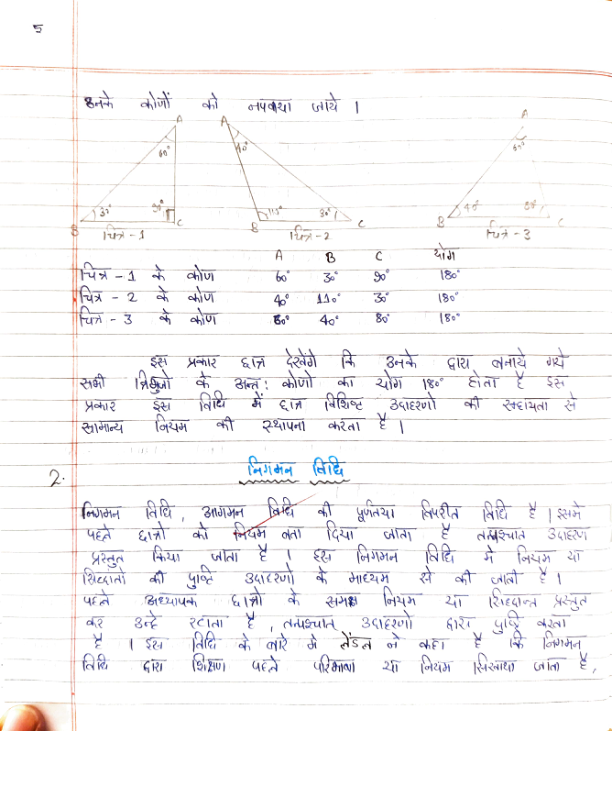 5
उनके कोणों को नपवाया जाये ।
A
60°
30°
90°
B
C
चित्र - 1
A
40°
110°
30°
B
C
चित्र - 2
A
60°
40°
80°
B
C
चित्र - 3
A B C योग
चित्र - 1 के कोण 60° 30° 90° 180°
चित्र - 2 के कोण 40° 110° 30° 180°
चित्र - 3 के कोण 60° 40° 80° 180°
इस प्रकार छात्र देखेंगे कि उनके द्वारा बनाये गये
सभी त्रिभुजो के अन्त: कोणो का योग 180° होता है इस
प्रकार इस विधि में छात्र विशिष्ट उदाहरणो की सहायता से
सामान्य नियम की स्थापना करता है ।
2. निगमन विधि
निगमन विधि, आगमन विधि की पूर्णतया विपरीत विधि है । इसमे
पहले छात्रो को नियम बता दिया जाता है तत्पश्चात उदाहरण
प्रस्तुत किया जाता है । इस निगमन विधि मे नियम या
सिद्दातो की पुष्टि उदाहरणो के माध्यम से की जाती है ।
पहले अध्यापक छात्रो के समक्ष नियम या सिद्दान्त प्रस्तुत
कर उन्हे रटाता है, तत्पश्चात् उदाहरणो द्वारा पुष्टि करता
है । इस विधि के बारे मे लेंडल ने कहा है कि निगमन
विधि द्वारा शिक्षण पहले परिभाषा या नियम सिखाया जाता है,